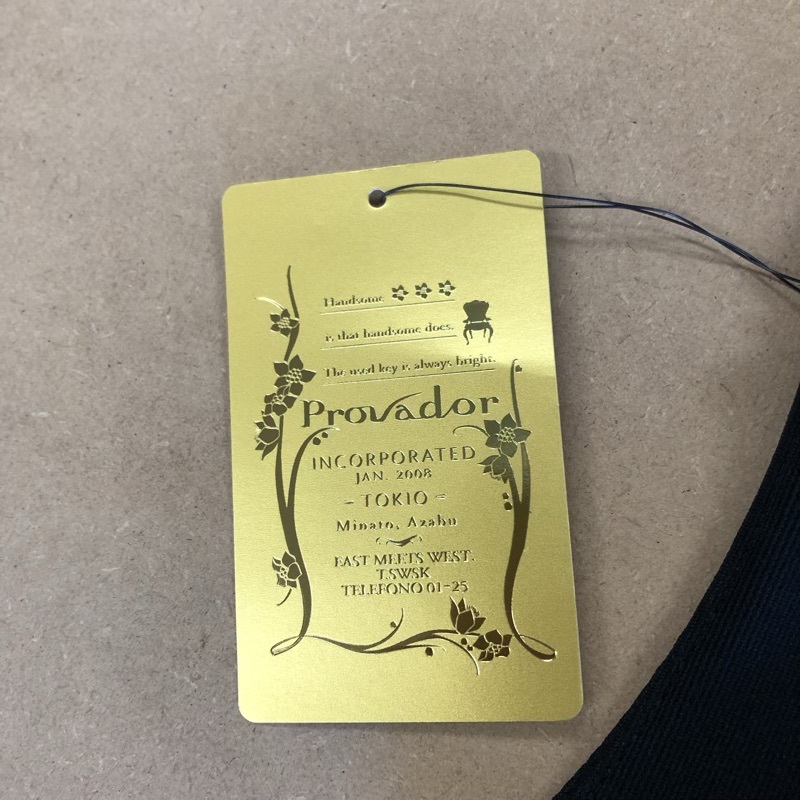 Handsome
is that handsome does.
The used key is always bright.
Provador
INCORPORATED
JAN. 2008
- TOKIO -
Minato, Azabu
EAST MEETS WEST.
T.SWSK
TELEFONO 01-25